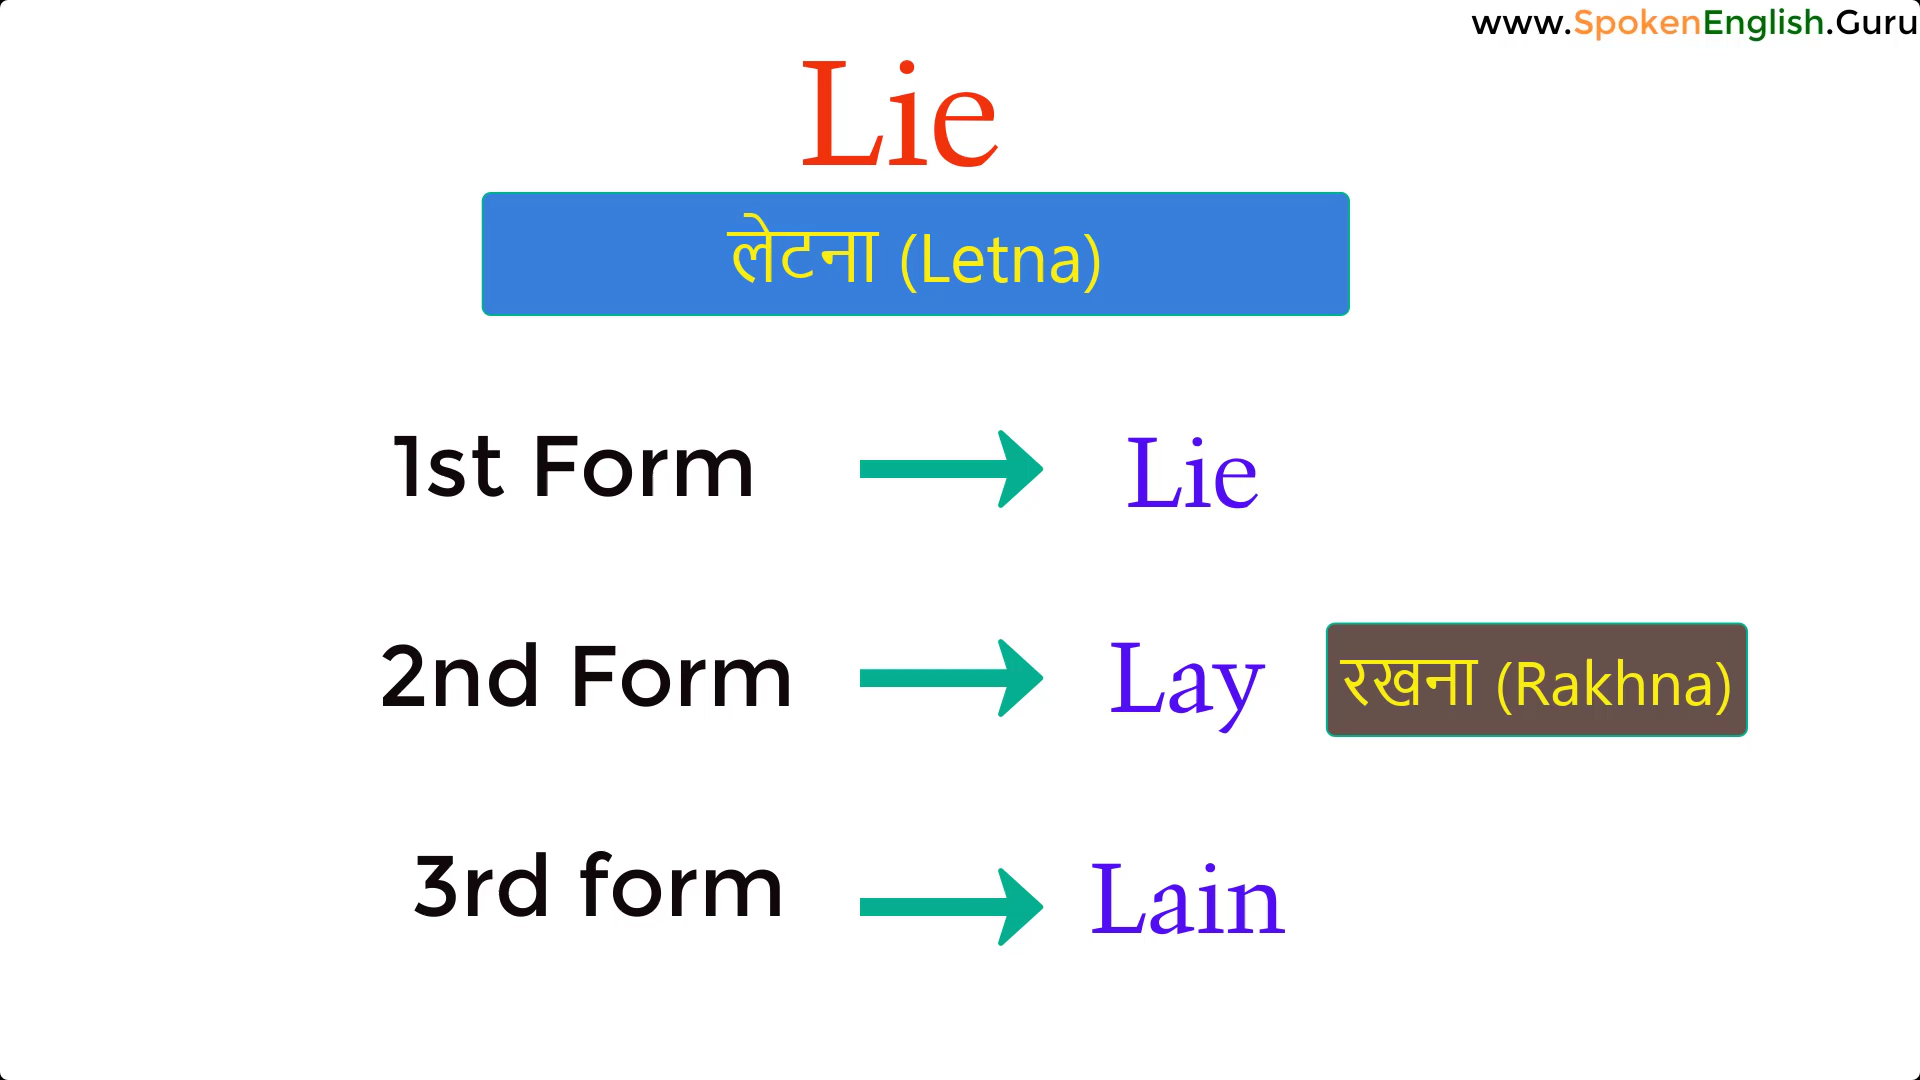 www.SpokenEnglish.Guru
Lie
लेटना (Letna)
1st Form Lie
2nd Form Lay रखना (Rakhna)
3rd form Lain